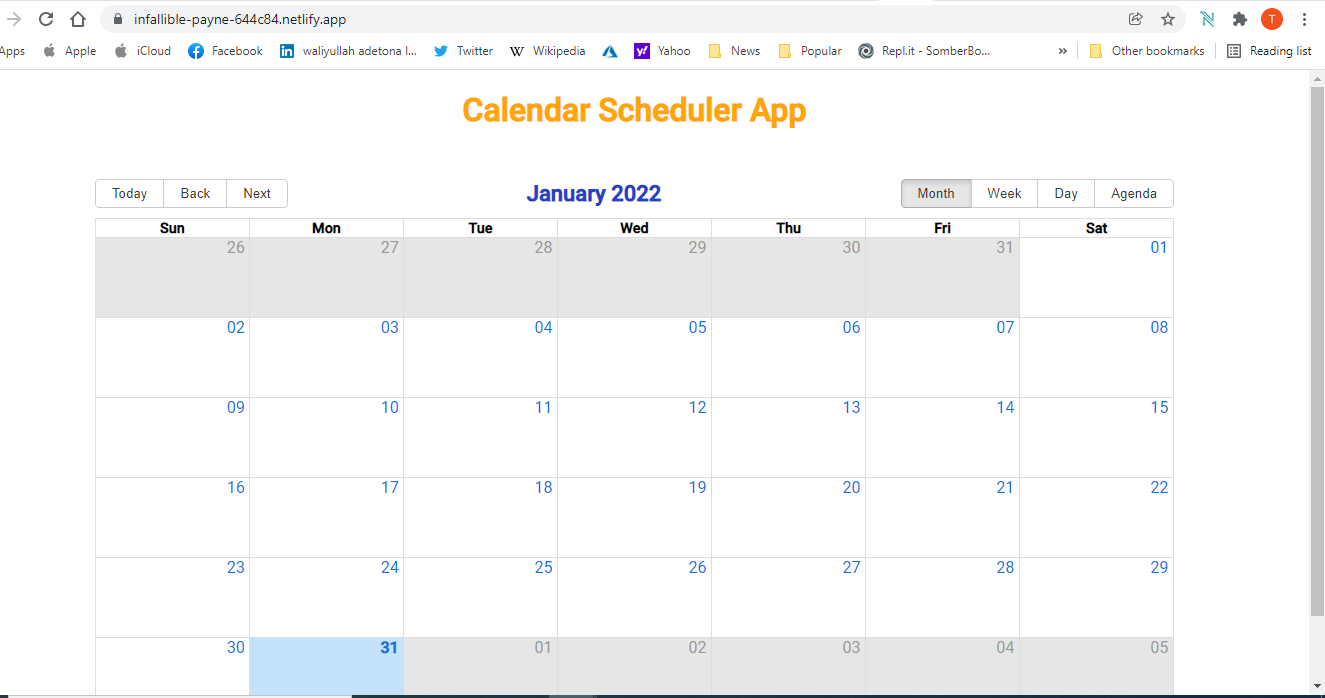 infallible-payne-644c84.netlify.app T
Apps Apple iCloud Facebook waliyullah adetona l... Twitter Wikipedia Yahoo News Popular Repl.it - SomberBo... » Other bookmarks Reading list
Calendar Scheduler App
Today Back Next January 2022 Month Week Day Agenda
Sun Mon Tue Wed Thu Fri Sat
26 27 28 29 30 31 01
02 03 04 05 06 07 08
09 10 11 12 13 14 15
16 17 18 19 20 21 22
23 24 25 26 27 28 29
30 31 01 02 03 04 05